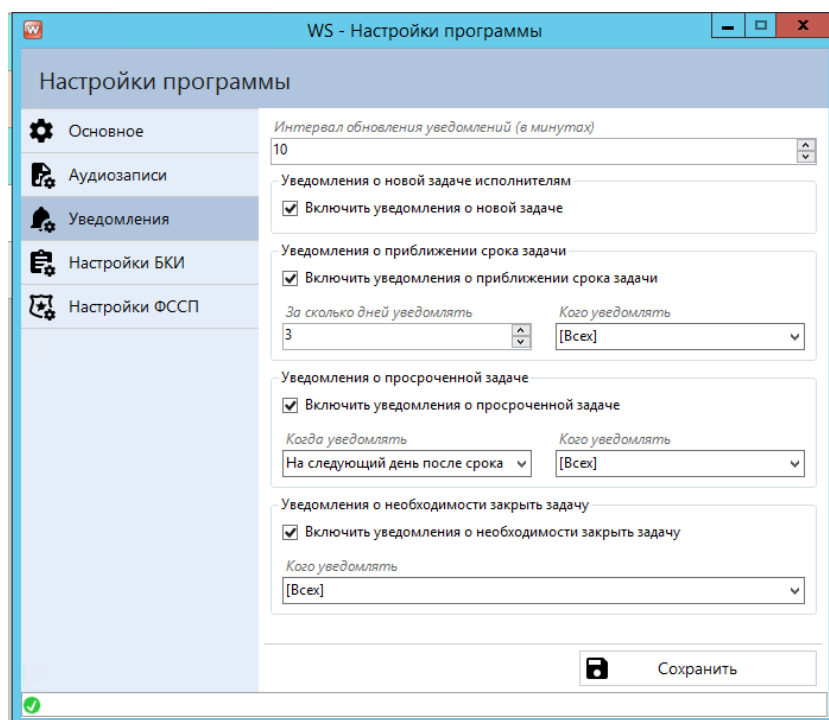 WS - Настройки программы
Настройки программы
Основное
Аудиозаписи
Уведомления
Настройки БКИ
Настройки ФССП
Интервал обновления уведомлений (в минутах)
10
Уведомления о новой задаче исполнителям
Включить уведомления о новой задаче
Уведомления о приближении срока задачи
Включить уведомления о приближении срока задачи
За сколько дней уведомлять Кого уведомлять
3 [Всех]
Уведомления о просроченной задаче
Включить уведомления о просроченной задаче
Когда уведомлять Кого уведомлять
На следующий день после срока [Всех]
Уведомления о необходимости закрыть задачу
Включить уведомления о необходимости закрыть задачу
Кого уведомлять
[Всех]
Сохранить